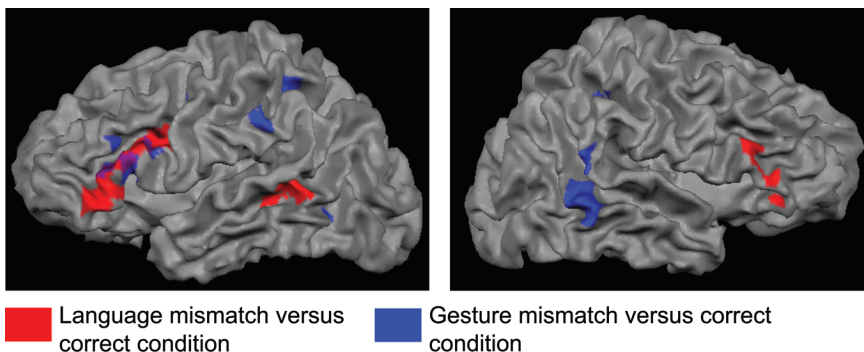 Language mismatch versus
correct condition
Gesture mismatch versus correct
condition